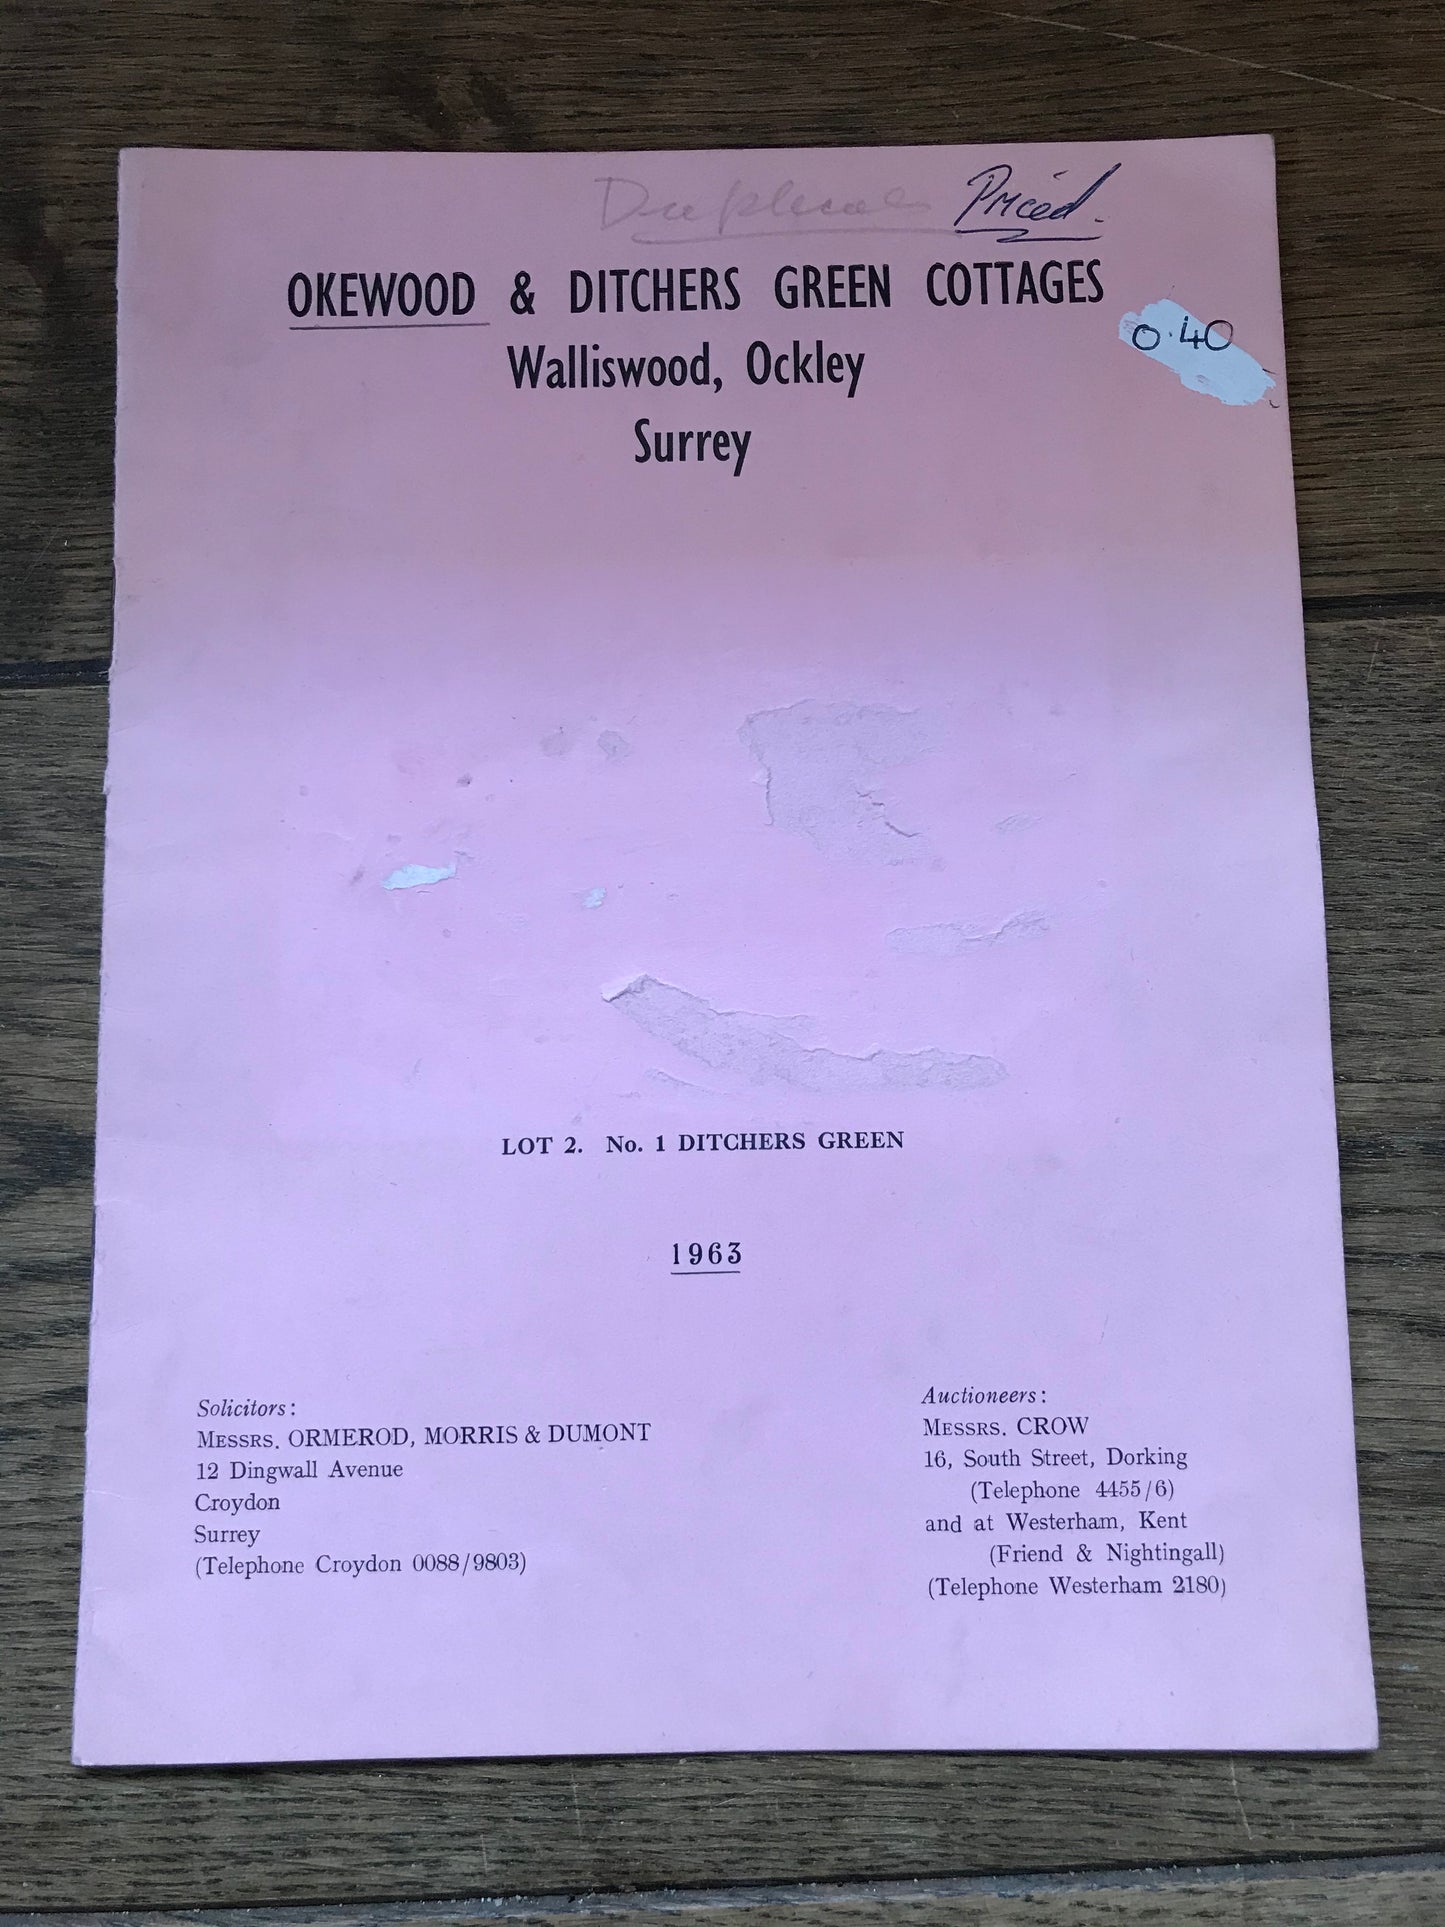 Priced.
OKEWOOD & DITCHERS GREEN COTTAGES
0.40
Walliswood, Ockley
Surrey
LOT 2. No. 1 DITCHERS GREEN
1963
Solicitors:
MESSRS. ORMEROD, MORRIS & DUMONT
12 Dingwall Avenue
Croydon
Surrey
(Telephone Croydon 0088/9803)
Auctioneers:
MESSRS. CROW
16, South Street, Dorking
(Telephone 4455/6)
and at Westerham, Kent
(Friend & Nightingall)
(Telephone Westerham 2180)